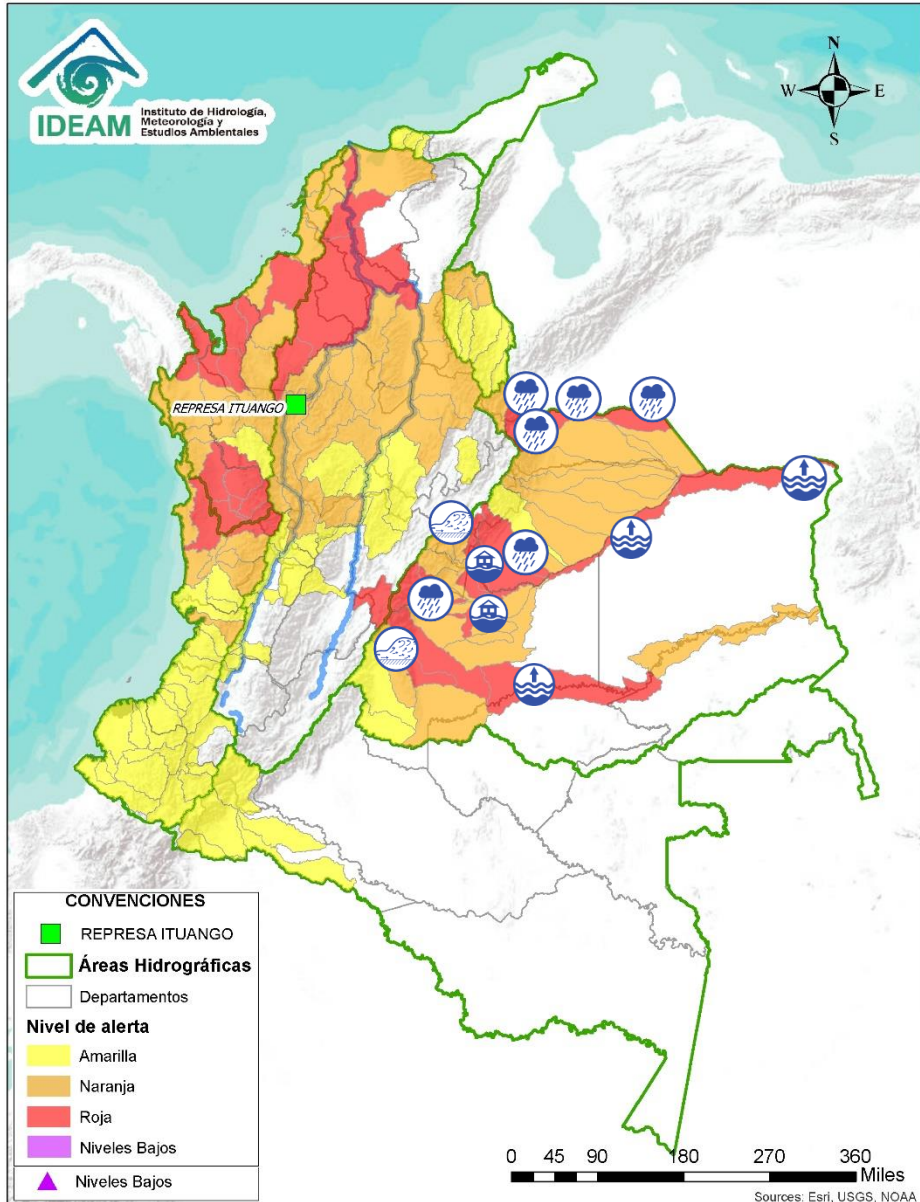 IDEAM
Instituto de Hidrología,
Meteorología y
Estudios Ambientales
N
W
E
S
REPRESA ITUANGO
CONVENCIONES
REPRESA ITUANGO
Áreas Hidrográficas
Departamentos
Nivel de alerta
Amarilla
Naranja
Roja
Niveles Bajos
Niveles Bajos
0 45 90 180 270 360
Miles
Sources: Esri, USGS, NOAA